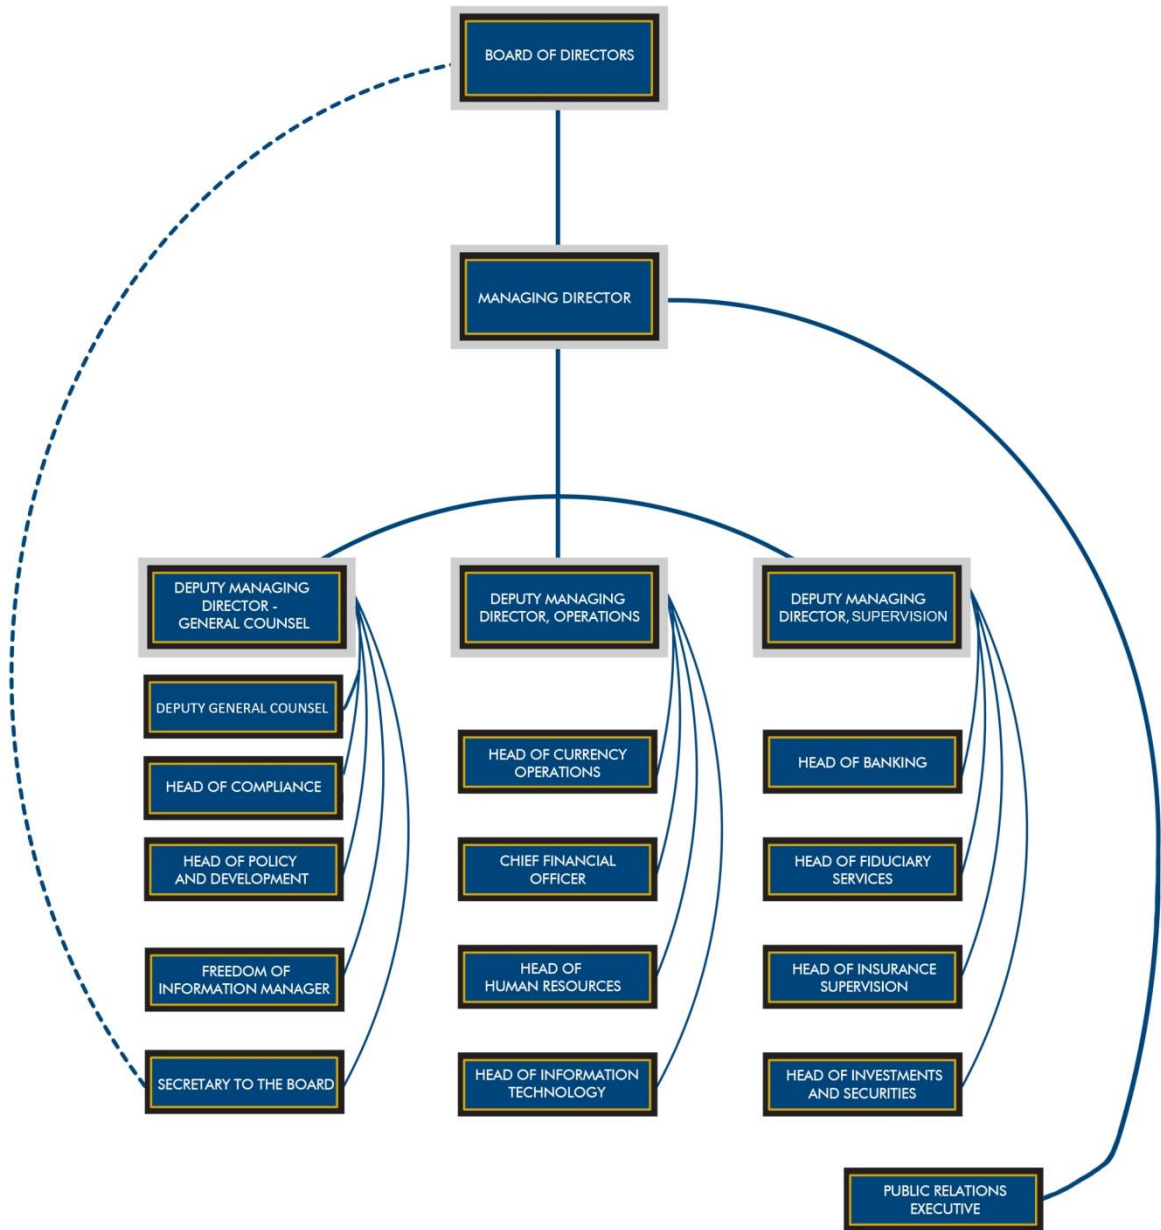 BOARD OF DIRECTORS
MANAGING DIRECTOR
DEPUTY MANAGING
DIRECTOR -
GENERAL COUNSEL
DEPUTY GENERAL COUNSEL
HEAD OF COMPLIANCE
HEAD OF POLICY
AND DEVELOPMENT
FREEDOM OF
INFORMATION MANAGER
SECRETARY TO THE BOARD
DEPUTY MANAGING
DIRECTOR, OPERATIONS
HEAD OF CURRENCY
OPERATIONS
CHIEF FINANCIAL
OFFICER
HEAD OF
HUMAN RESOURCES
HEAD OF INFORMATION
TECHNOLOGY
DEPUTY MANAGING
DIRECTOR, SUPERVISION
HEAD OF BANKING
HEAD OF FIDUCIARY
SERVICES
HEAD OF INSURANCE
SUPERVISION
HEAD OF INVESTMENTS
AND SECURITIES
PUBLIC RELATIONS
EXECUTIVE